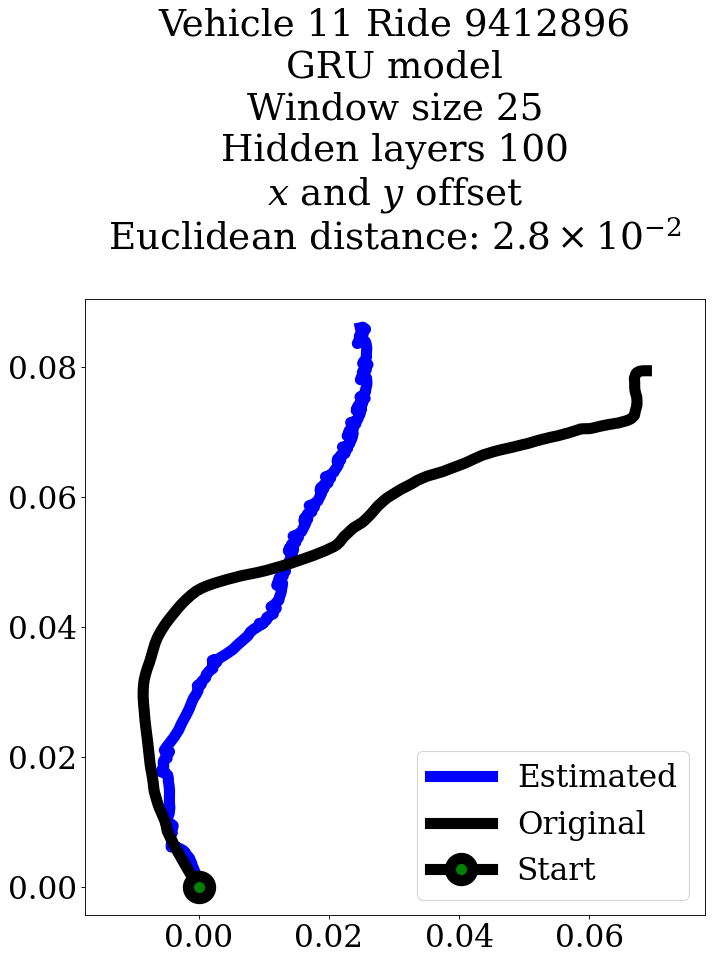 Vehicle 11 Ride 9412896
GRU model
Window size 25
Hidden layers 100
x and y offset
Euclidean distance: 2.8 × 10⁻²
0.08
0.06
0.04
0.02
0.00
Estimated
Original
Start
0.00 0.02 0.04 0.06